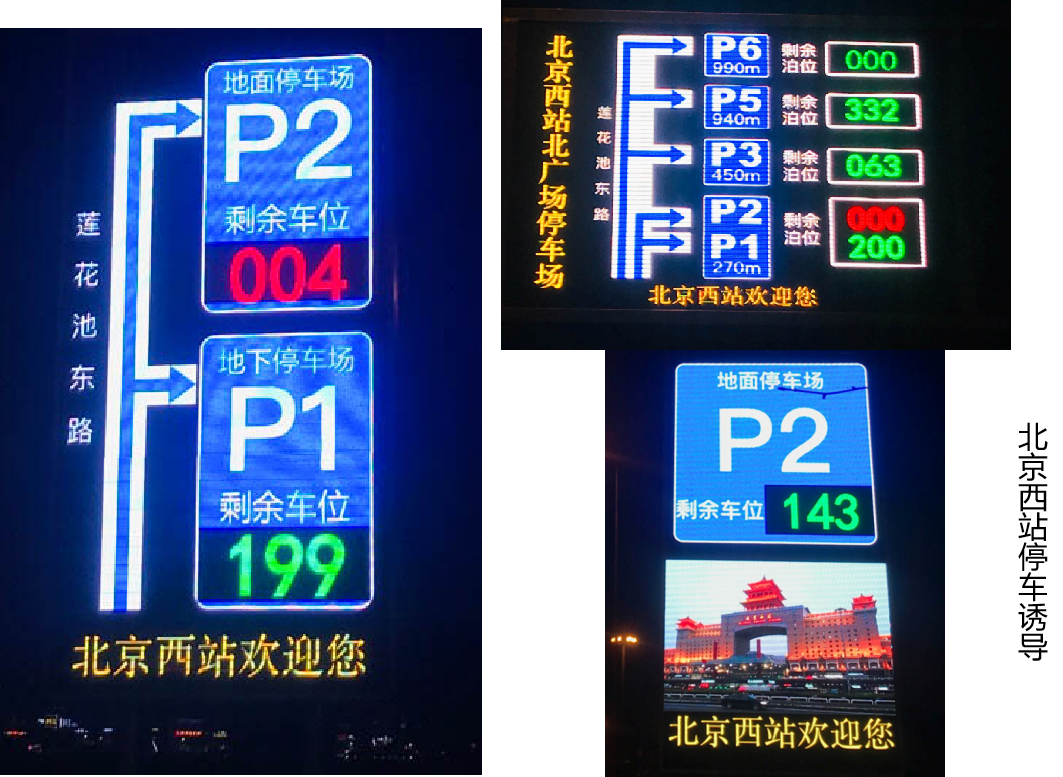 地面停车场
P2
剩余车位
004
莲花池东路
地下停车场
P1
剩余车位
199
北京西站欢迎您
北京西站北广场停车场
莲花池东路
P6
990m
剩余
泊位
000
P5
940m
剩余
泊位
332
P3
450m
剩余
泊位
063
P2
P1
270m
剩余
泊位
000
200
北京西站欢迎您
地面停车场
P2
剩余车位 143
北京西站欢迎您
北京西站停车诱导